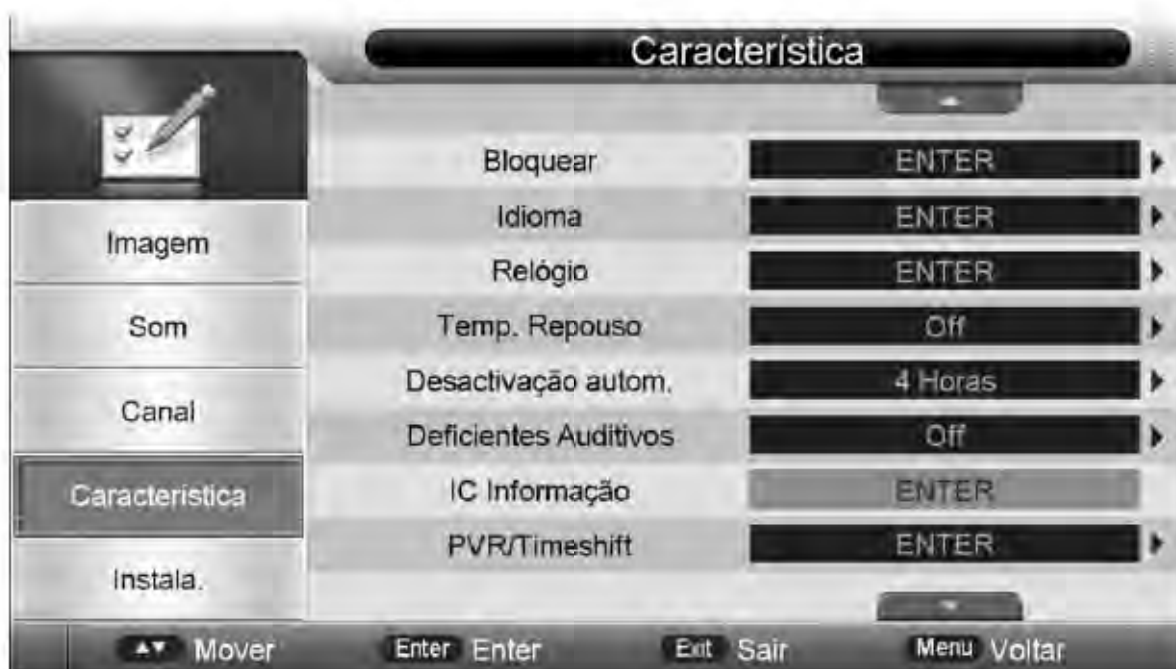 Característica
Bloquear ENTER
Idioma ENTER
Imagem
Relógio ENTER
Som
Temp. Repouso Off
Desactivação autom. 4 Horas
Canal
Deficientes Auditivos Off
Característica
IC Informação ENTER
PVR/Timeshift ENTER
Instala.
Mover Enter Enter Exit Sair Menu Voltar